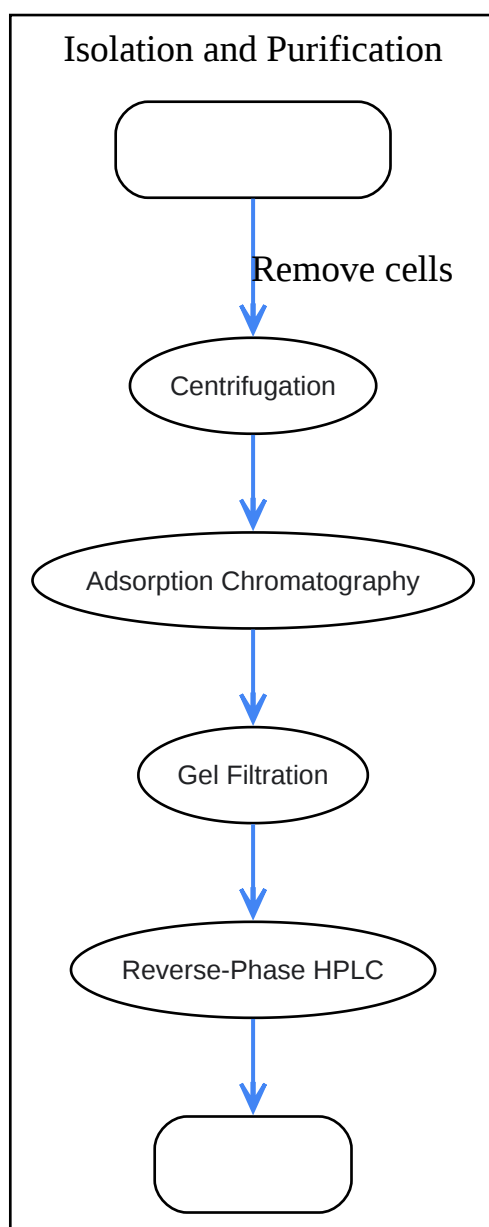 Isolation and Purification
Remove cells
Centrifugation
Adsorption Chromatography
Gel Filtration
Reverse-Phase HPLC